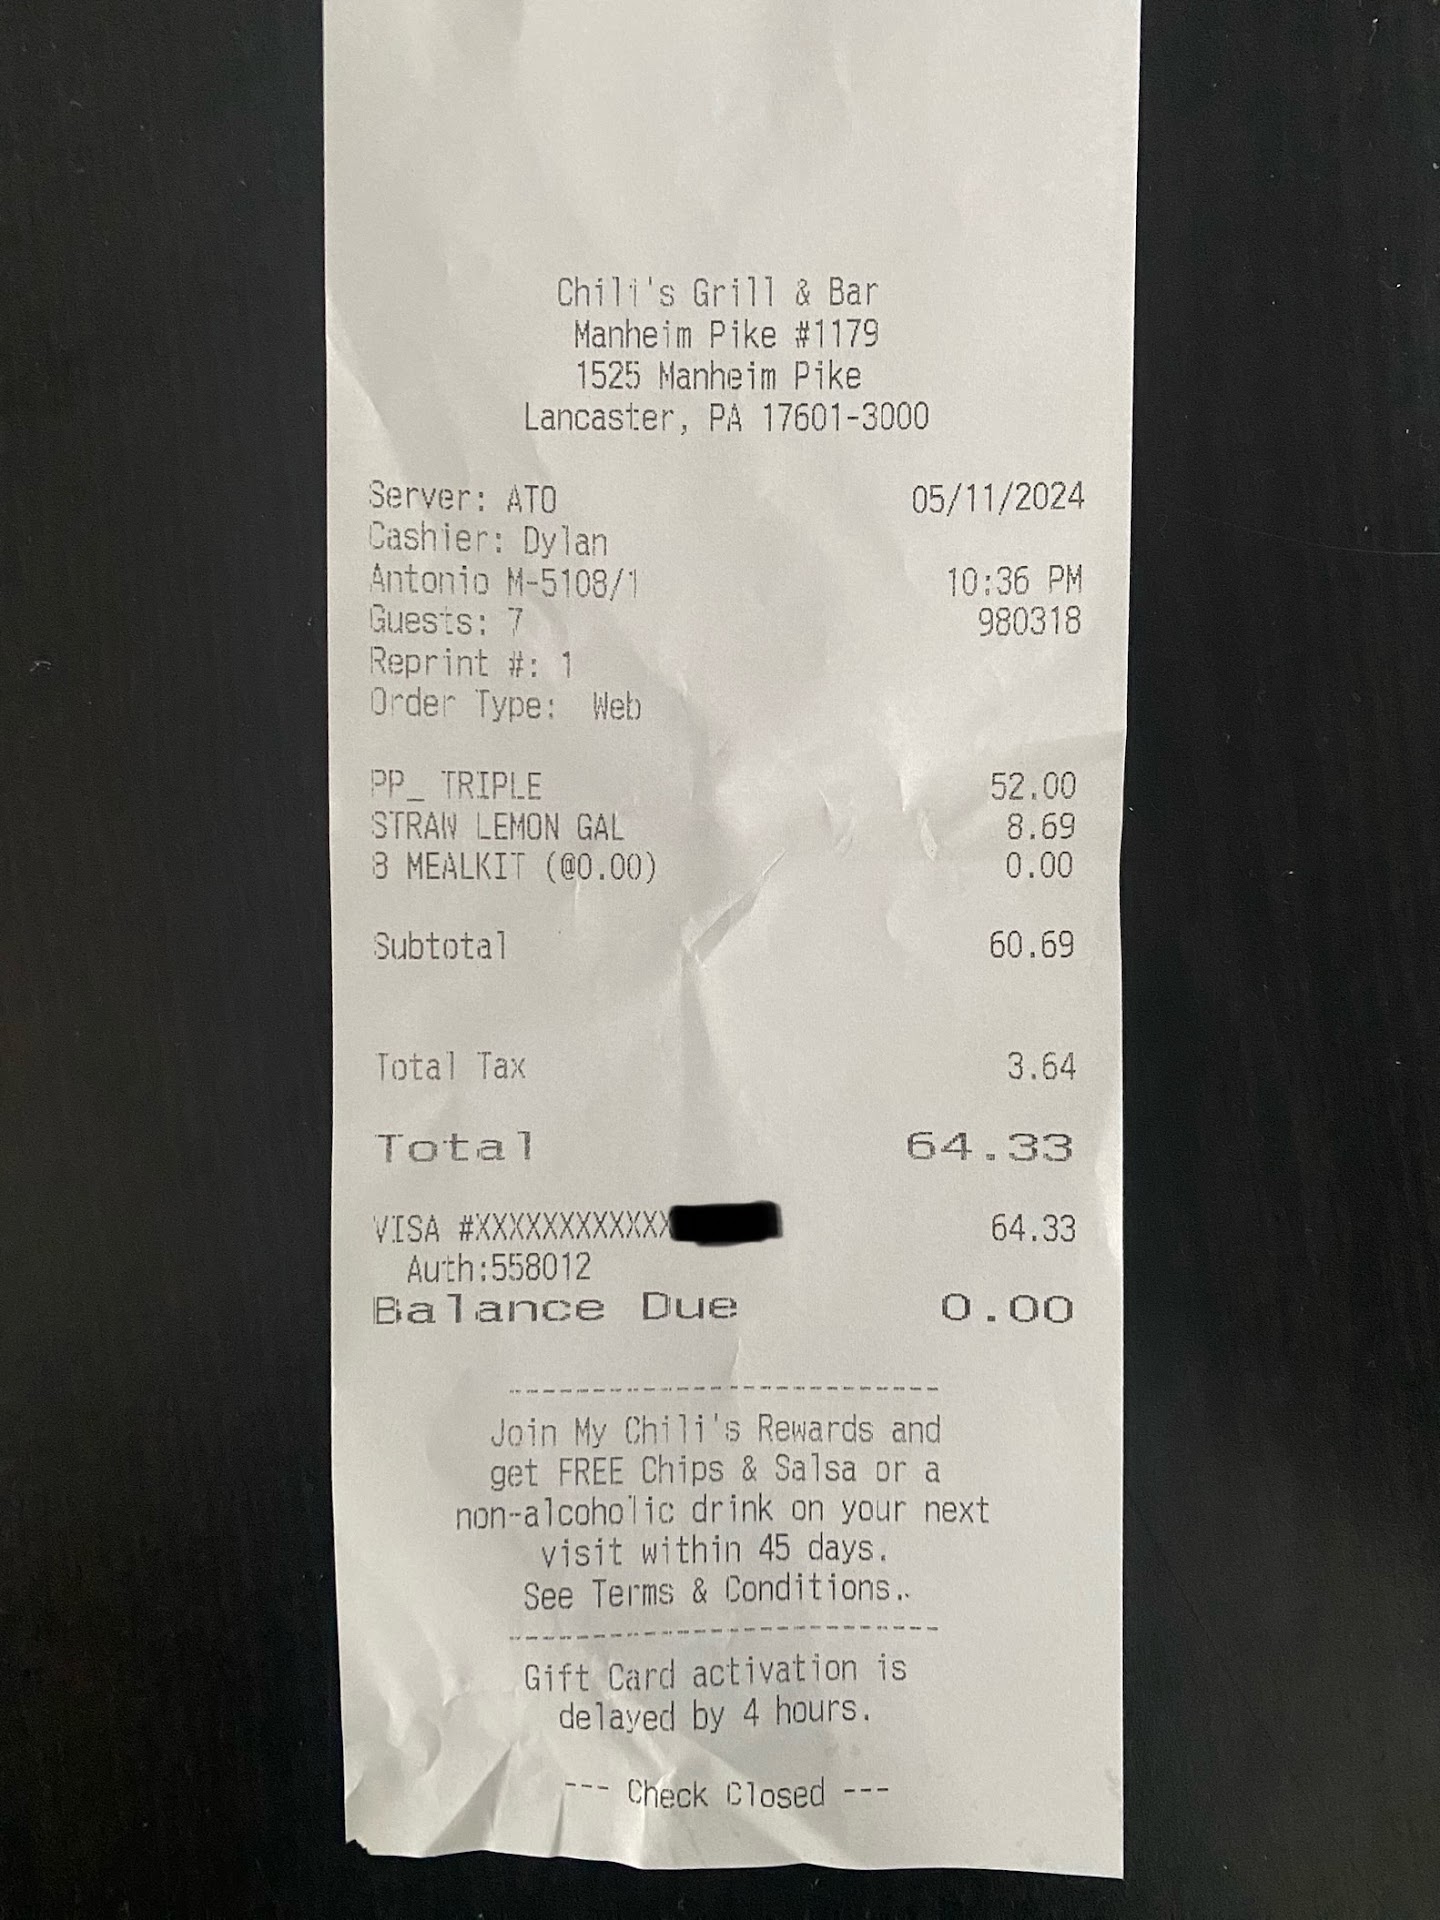 Chili's Grill & Bar
Manheim Pike #1179
1525 Manheim Pike
Lancaster, PA 17601-3000
Server: ATO 05/11/2024
Cashier: Dylan
Antonio M-5108/1 10:36 PM
Guests: 7 980318
Reprint #: 1
Order Type: Web
PP_ TRIPLE 52.00
STRAW LEMON GAL 8.69
8 MEALKIT (@0.00) 0.00
Subtotal 60.69
Total Tax 3.64
Total 64.33
VISA #XXXXXXXXXXXX 64.33
Auth:558012
Balance Due 0.00
--------------------------
Join My Chili's Rewards and
get FREE Chips & Salsa or a
non-alcoholic drink on your next
visit within 45 days.
See Terms & Conditions..
--------------------------
Gift Card activation is
delayed by 4 hours.
--- Check Closed ---